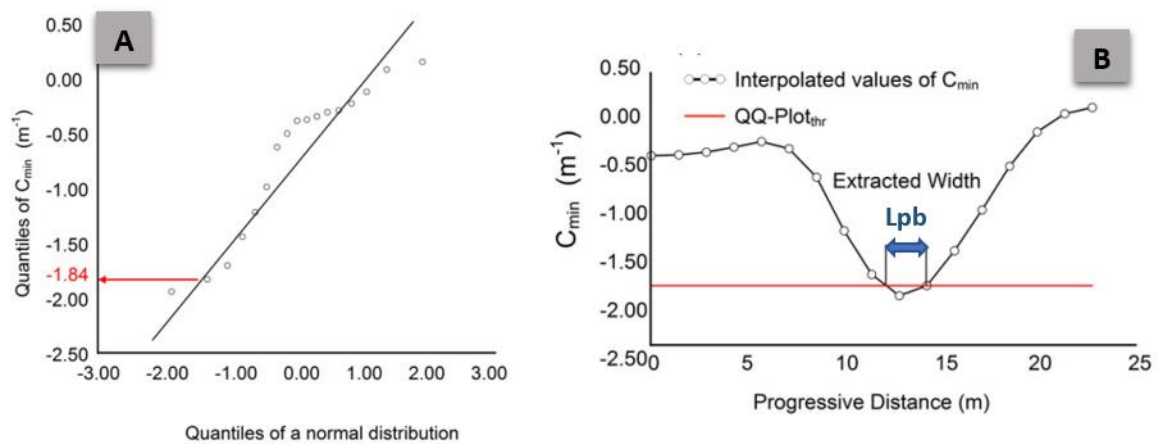 A
0.50
0.00
-0.50
-1.00
-1.50
-1.84
-2.00
-2.50
Quantiles of Cmin (m-1)
-3.00 -2.00 -1.00 0.00 1.00 2.00 3.00
Quantiles of a normal distribution
B
0.50
0.00
-0.50
-1.00
-1.50
-2.00
-2.50
Cmin (m-1)
Interpolated values of Cmin
QQ-Plotthr
Extracted Width
Lpb
0 5 10 15 20 25
Progressive Distance (m)